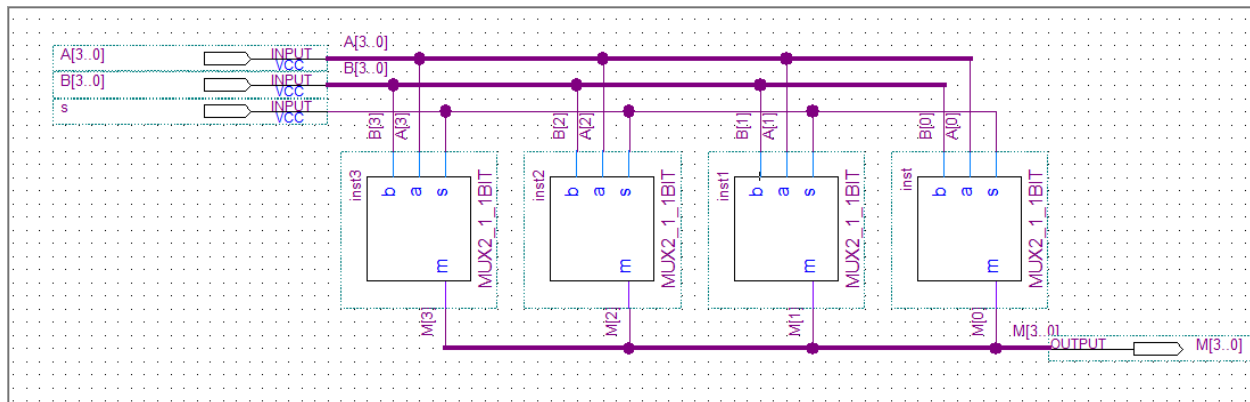 A[3..0] INPUT VCC A[3..0]
B[3..0] INPUT VCC B[3..0]
s INPUT VCC
B[3] A[3] B[2] A[2] B[1] A[1] B[0] A[0]
inst3 b a s m MUX2_1_1BIT
inst2 b a s m MUX2_1_1BIT
inst1 b a s m MUX2_1_1BIT
inst b a s m MUX2_1_1BIT
M[3] M[2] M[1] M[0]
M[3..0] OUTPUT M[3..0]